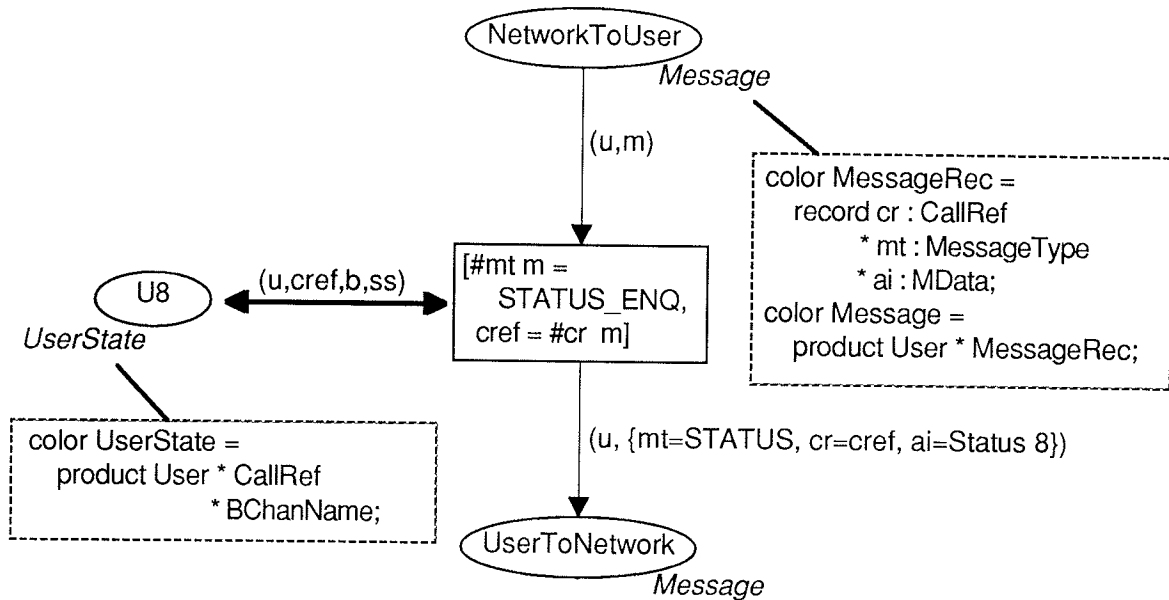 NetworkToUser
Message
(u,m)
color MessageRec =
record cr : CallRef
* mt : MessageType
* ai : MData;
color Message =
product User * MessageRec;
[#mt m =
STATUS_ENQ,
cref = #cr m]
(u,cref,b,ss)
U8
UserState
color UserState =
product User * CallRef
* BChanName;
(u, {mt=STATUS, cr=cref, ai=Status 8})
UserToNetwork
Message